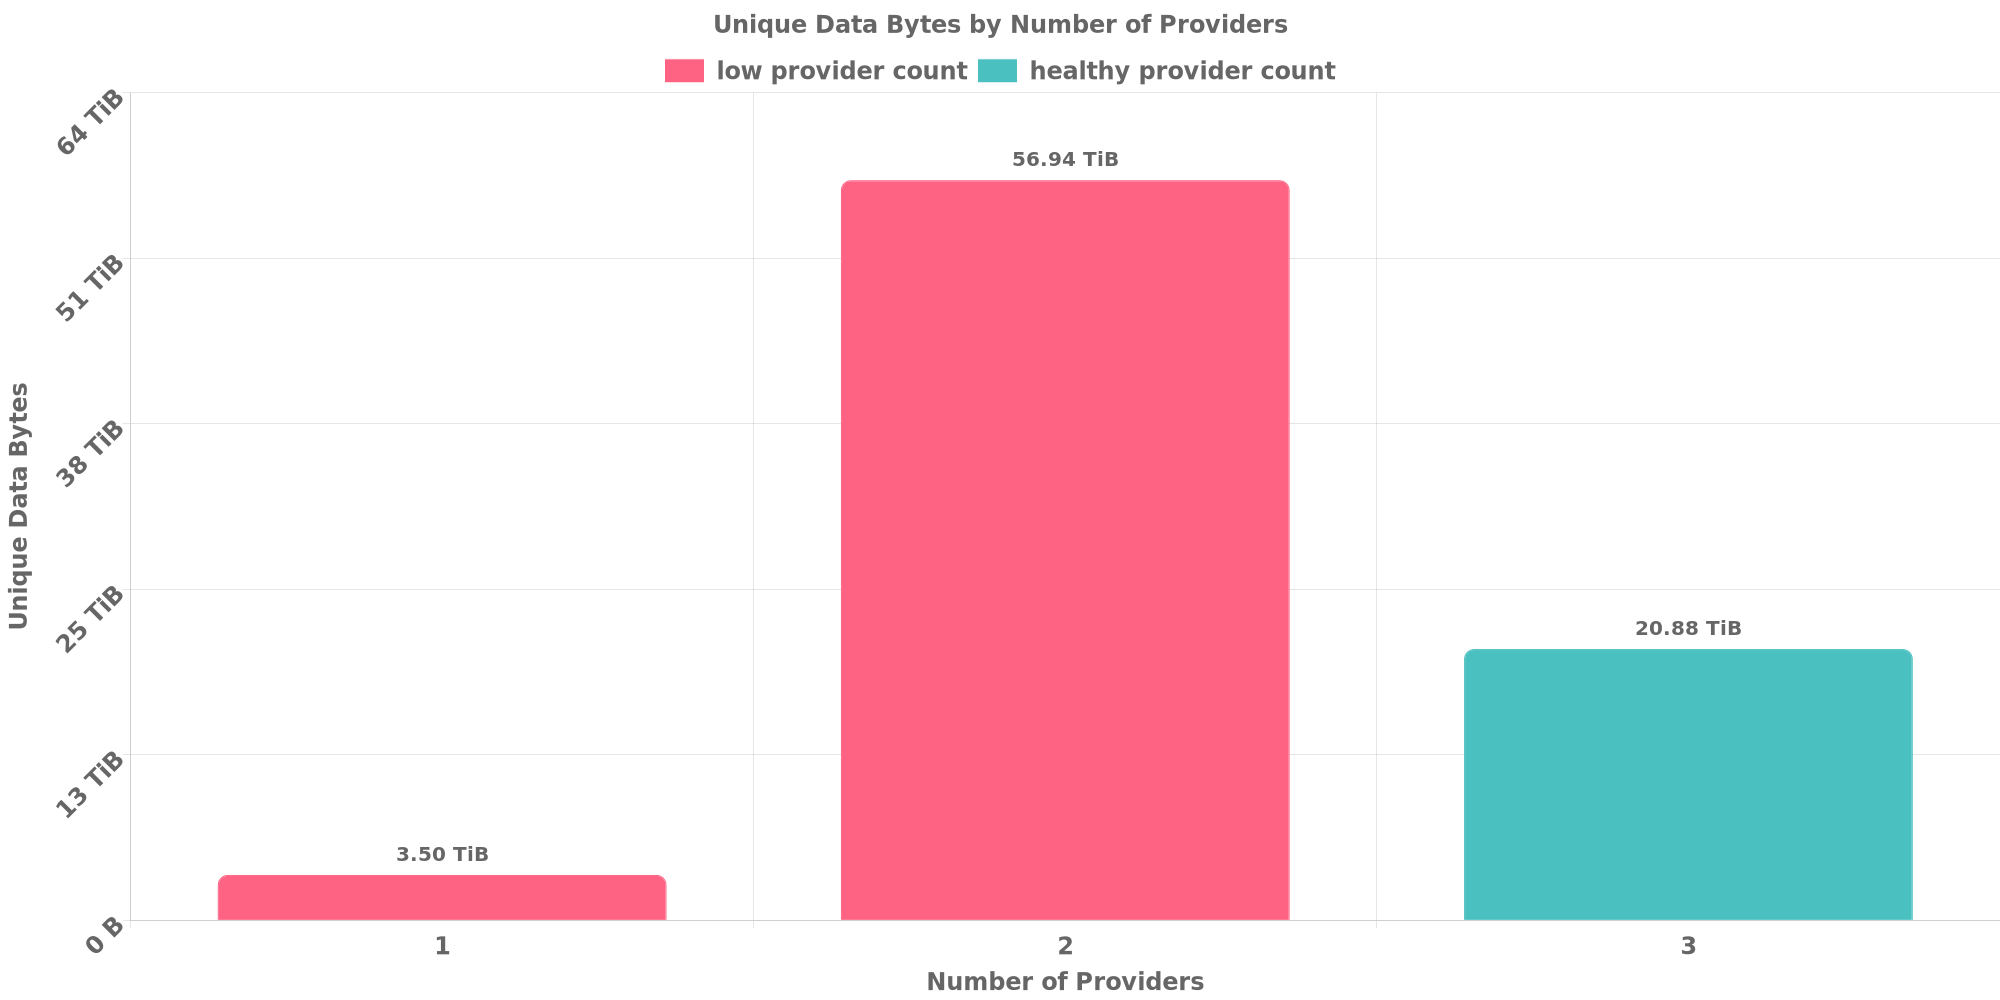 Unique Data Bytes by Number of Providers
low provider count
healthy provider count
64 TiB
51 TiB
38 TiB
25 TiB
13 TiB
0 B
Unique Data Bytes
3.50 TiB
56.94 TiB
20.88 TiB
1
2
3
Number of Providers